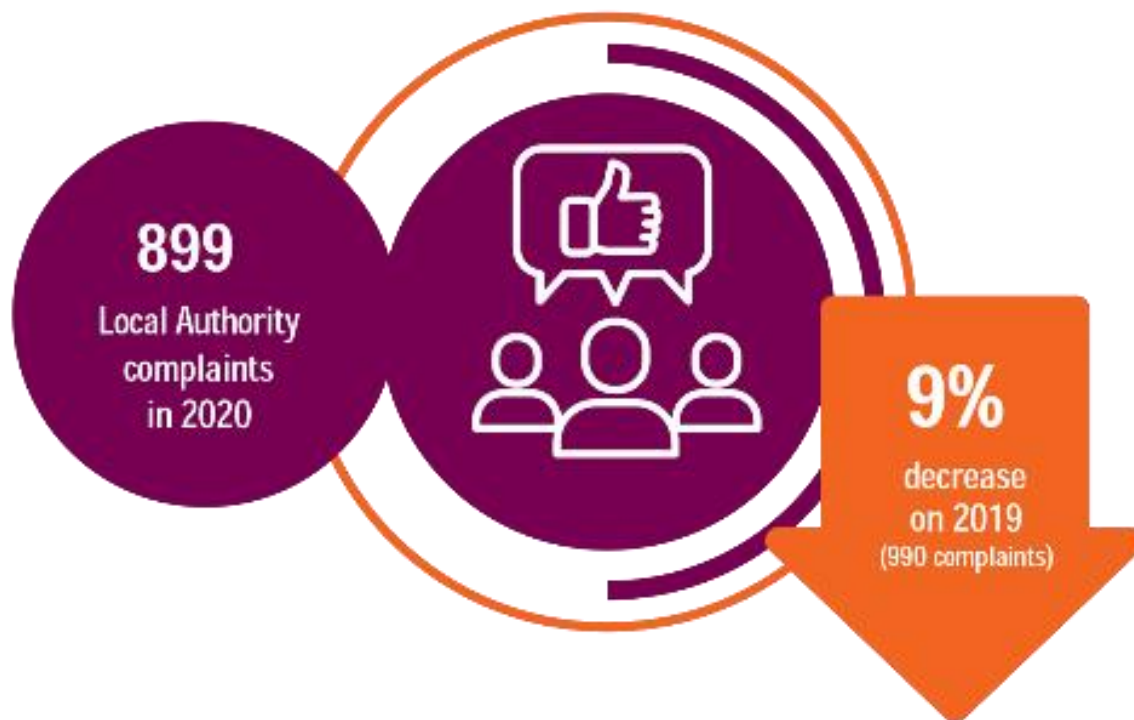 899
Local Authority
complaints
in 2020
9%
decrease
on 2019
(990 complaints)